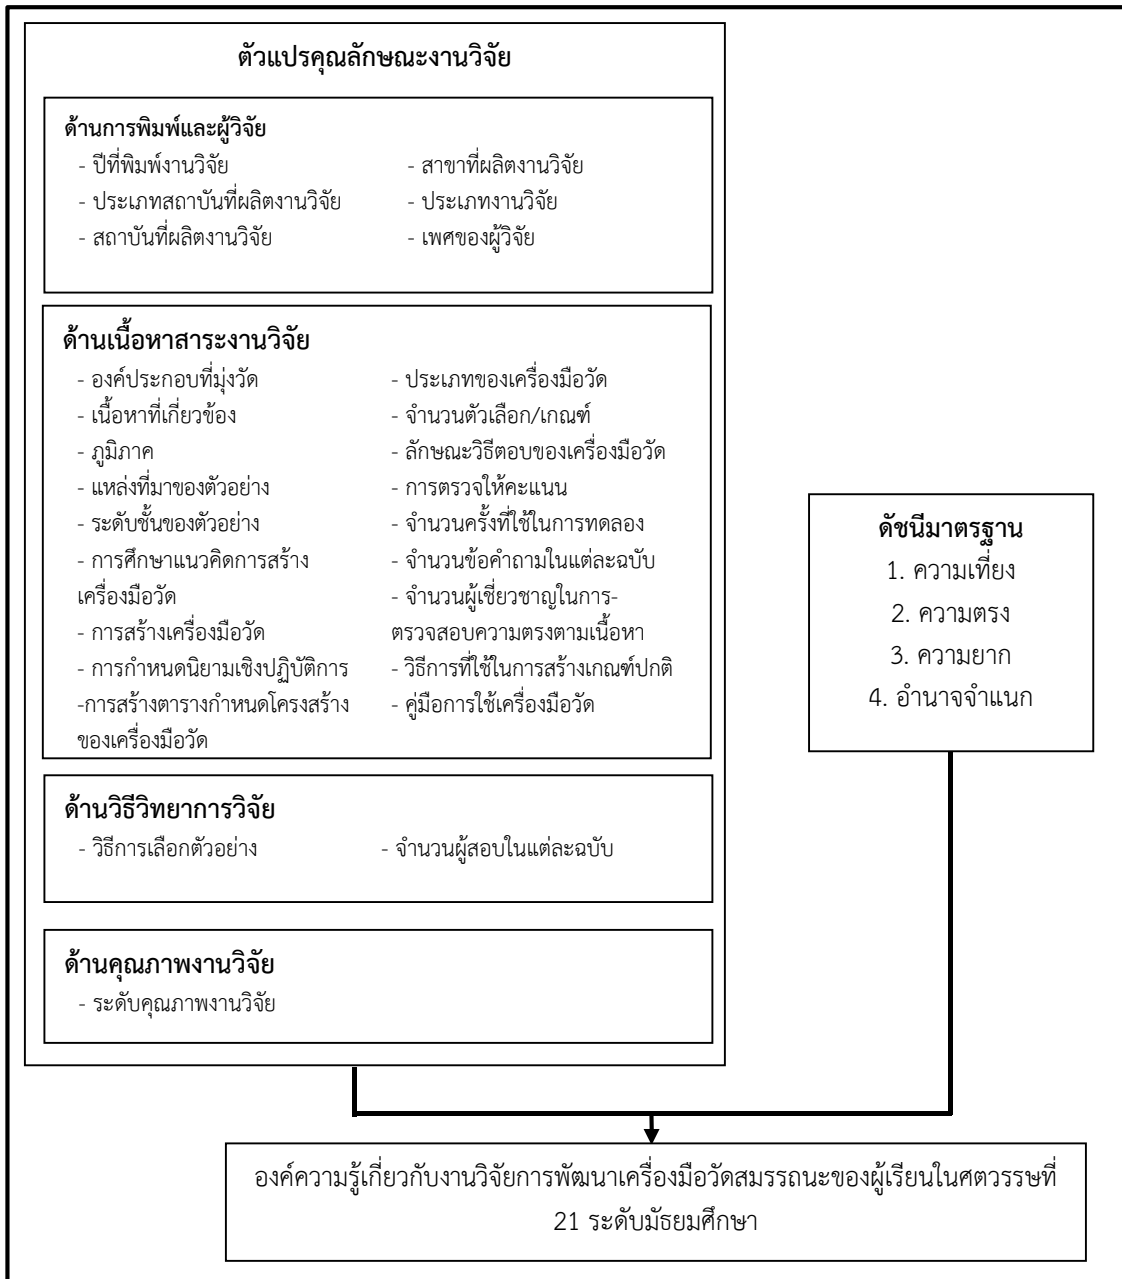 ตัวแปรคุณลักษณะงานวิจัย
ด้านการพิมพ์และผู้วิจัย
- ปีที่พิมพ์งานวิจัย
- ประเภทสถาบันที่ผลิตงานวิจัย
- สถาบันที่ผลิตงานวิจัย
- สาขาที่ผลิตงานวิจัย
- ประเภทงานวิจัย
- เพศของผู้วิจัย
ด้านเนื้อหาสาระงานวิจัย
- องค์ประกอบที่มุ่งวัด
- เนื้อหาที่เกี่ยวข้อง
- ภูมิภาค
- แหล่งที่มาของตัวอย่าง
- ระดับชั้นของตัวอย่าง
- การศึกษาแนวคิดการสร้าง
เครื่องมือวัด
- การสร้างเครื่องมือวัด
- การกำหนดนิยามเชิงปฏิบัติการ
-การสร้างตารางกำหนดโครงสร้าง
ของเครื่องมือวัด
- ประเภทของเครื่องมือวัด
- จำนวนตัวเลือก/เกณฑ์
- ลักษณะวิธีตอบของเครื่องมือวัด
- การตรวจให้คะแนน
- จำนวนครั้งที่ใช้ในการทดลอง
- จำนวนข้อคำถามในแต่ละฉบับ
- จำนวนผู้เชี่ยวชาญในการ-
ตรวจสอบความตรงตามเนื้อหา
- วิธีการที่ใช้ในการสร้างเกณฑ์ปกติ
- คู่มือการใช้เครื่องมือวัด
ด้านวิธีวิทยาการวิจัย
- วิธีการเลือกตัวอย่าง
- จำนวนผู้สอบในแต่ละฉบับ
ด้านคุณภาพงานวิจัย
- ระดับคุณภาพงานวิจัย
ดัชนีมาตรฐาน
1. ความเที่ยง
2. ความตรง
3. ความยาก
4. อำนาจจำแนก
องค์ความรู้เกี่ยวกับงานวิจัยการพัฒนาเครื่องมือวัดสมรรถนะของผู้เรียนในศตวรรษที่
21 ระดับมัธยมศึกษา